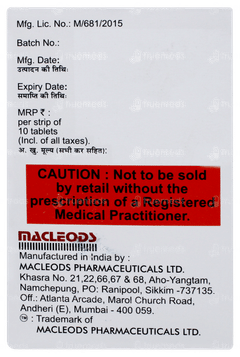 Mfg. Lic. No.: M/681/2015
Batch No.:
Mfg. Date:
उत्पादन की तिथि:
Expiry Date:
समाप्ति की तिथि:
MRP ₹ :
per strip of
10 tablets
(Incl. of all taxes).
अ. खु. मूल्य (सभी कर सहित):
CAUTION : Not to be sold
by retail without the
prescription of a Registered
Medical Practitioner.
MACLEODS
Manufactured in India by :
MACLEODS PHARMACEUTICALS LTD.
Khasra No. 21,22,66,67 & 68, Aho-Yangtam,
Namchepung, PO: Ranipool, Sikkim -737135.
Off.: Atlanta Arcade, Marol Church Road,
Andheri (E), Mumbai - 400 059.
: Trademark of
MACLEODS PHARMACEUTICALS LTD.